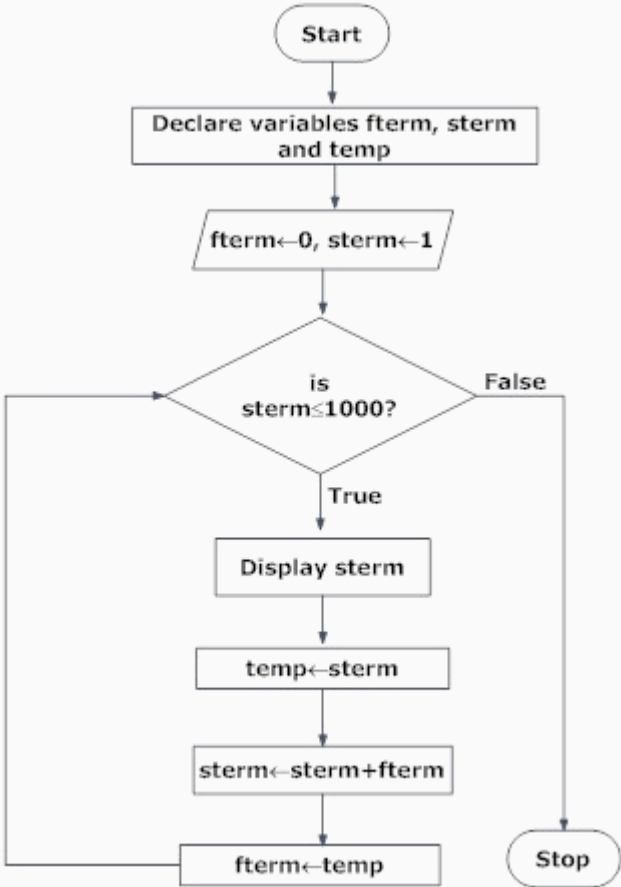 Start
Declare variables fterm, sterm
and temp
fterm←0, sterm←1
is
sterm≤1000?
False
True
Display sterm
temp←sterm
sterm←sterm+fterm
fterm←temp
Stop